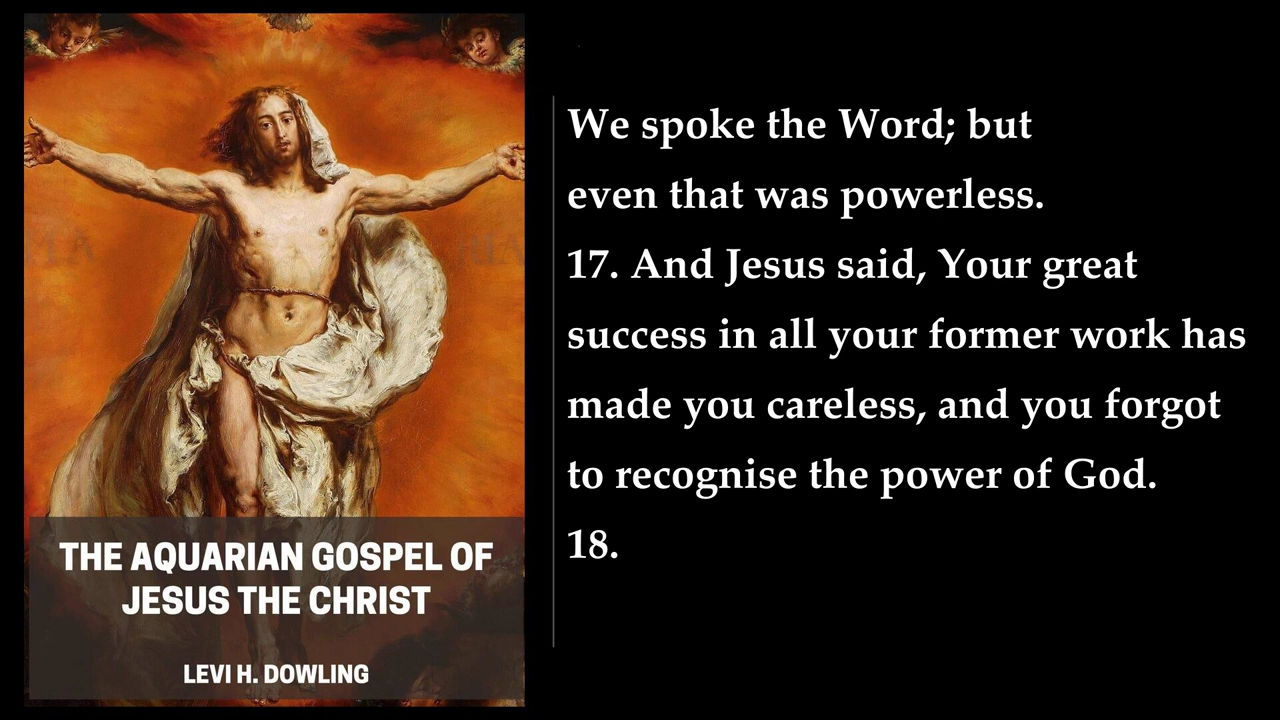 THE AQUARIAN GOSPEL OF
JESUS THE CHRIST
LEVI H. DOWLING
We spoke the Word; but
even that was powerless.
17. And Jesus said, Your great
success in all your former work has
made you careless, and you forgot
to recognise the power of God.
18.